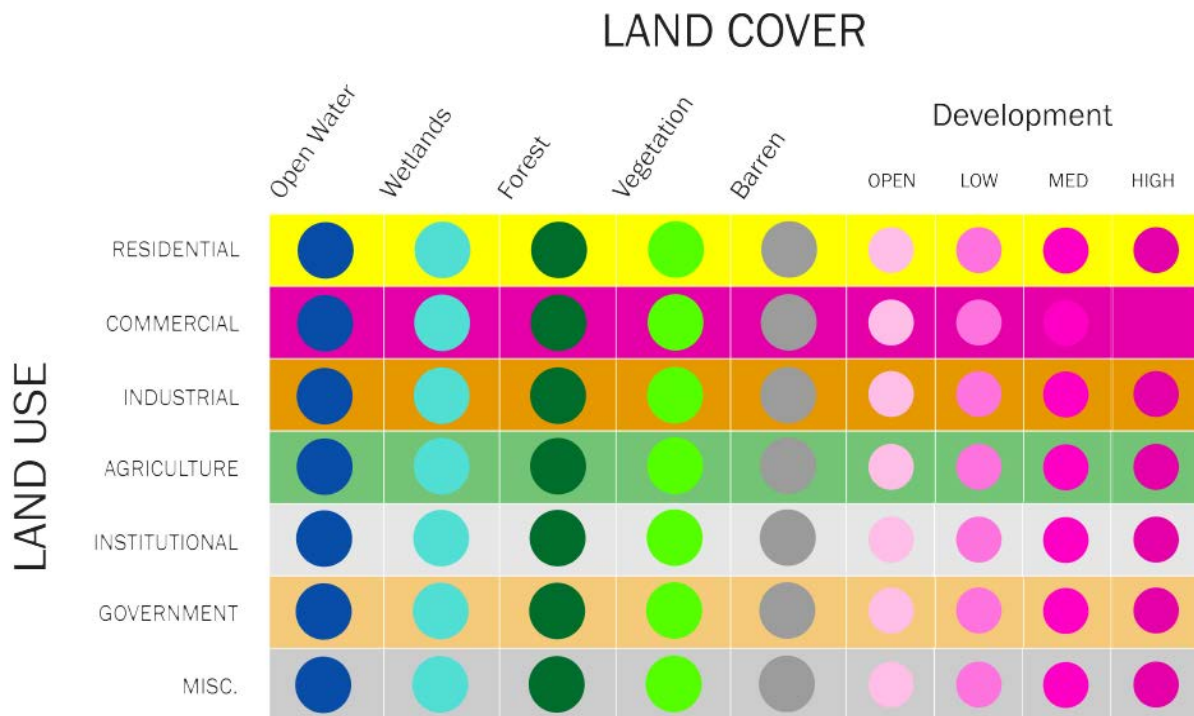 LAND COVER
Open Water
Wetlands
Forest
Vegetation
Barren
Development
OPEN LOW MED HIGH
LAND USE
RESIDENTIAL
COMMERCIAL
INDUSTRIAL
AGRICULTURE
INSTITUTIONAL
GOVERNMENT
MISC.